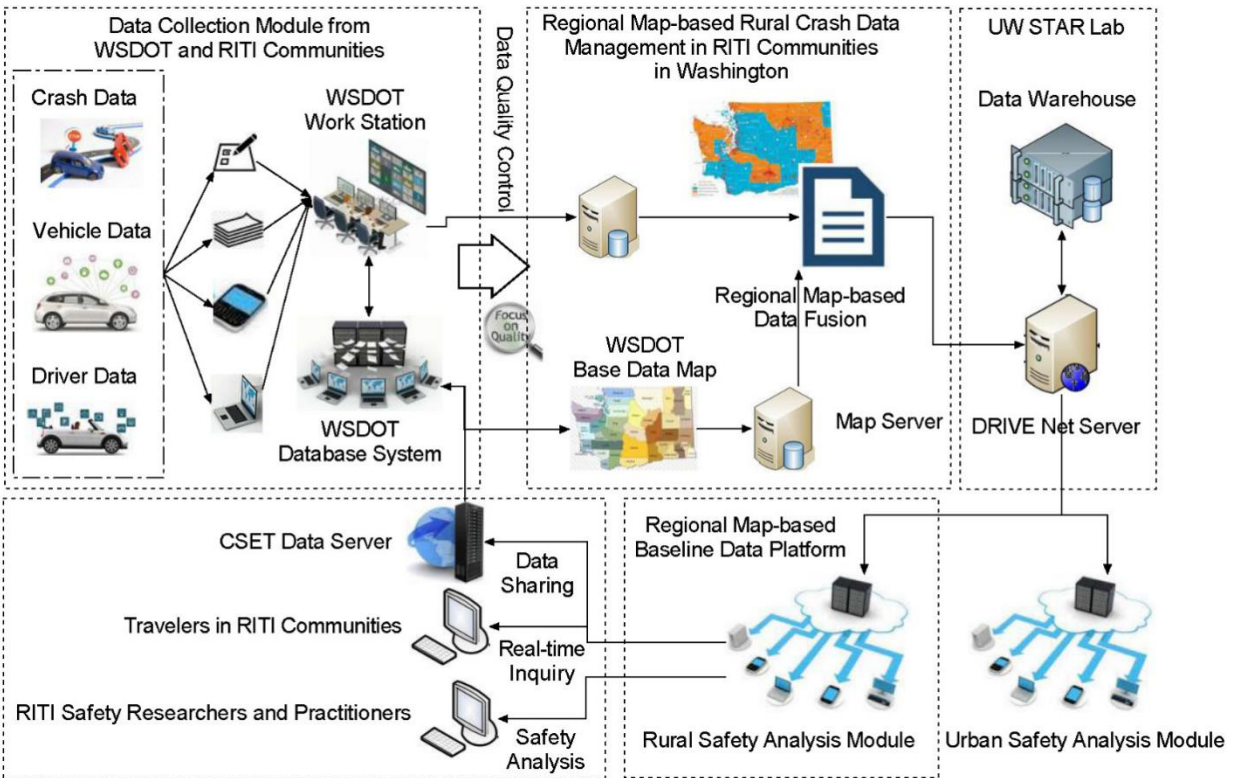 Data Collection Module from
WSDOT and RITI Communities
Crash Data
Vehicle Data
Driver Data
WSDOT
Work Station
WSDOT
Database System
Data Quality Control
Focus
on
Quality
Regional Map-based Rural Crash Data
Management in RITI Communities
in Washington
Regional Map-based
Data Fusion
WSDOT
Base Data Map
Map Server
UW STAR Lab
Data Warehouse
DRIVE Net Server
CSET Data Server
Data
Sharing
Travelers in RITI Communities
Real-time
Inquiry
RITI Safety Researchers and Practitioners
Safety
Analysis
Regional Map-based
Baseline Data Platform
Rural Safety Analysis Module
Urban Safety Analysis Module